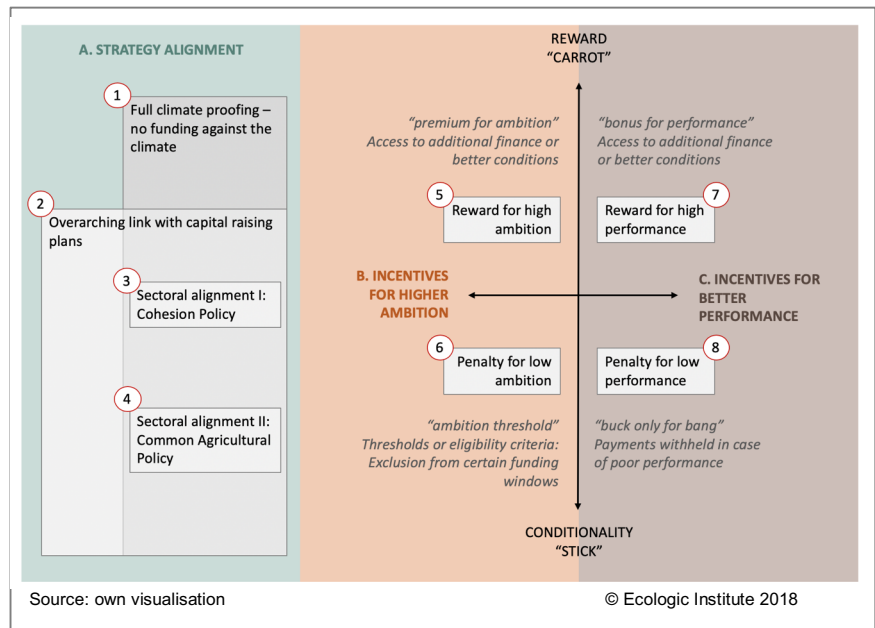 A. STRATEGY ALIGNMENT
1
Full climate proofing –
no funding against the
climate
2
Overarching link with capital raising
plans
3
Sectoral alignment I:
Cohesion Policy
4
Sectoral alignment II:
Common Agricultural
Policy
REWARD
“CARROT”
“premium for ambition”
Access to additional finance or
better conditions
“bonus for performance”
Access to additional finance
or better conditions
5
Reward for high
ambition
7
Reward for high
performance
B. INCENTIVES
FOR HIGHER
AMBITION
C. INCENTIVES FOR
BETTER
PERFORMANCE
6
Penalty for low
ambition
8
Penalty for low
performance
“ambition threshold”
Thresholds or eligibility criteria:
Exclusion from certain funding
windows
“buck only for bang”
Payments withheld in case
of poor performance
CONDITIONALITY
“STICK”
Source: own visualisation
© Ecologic Institute 2018